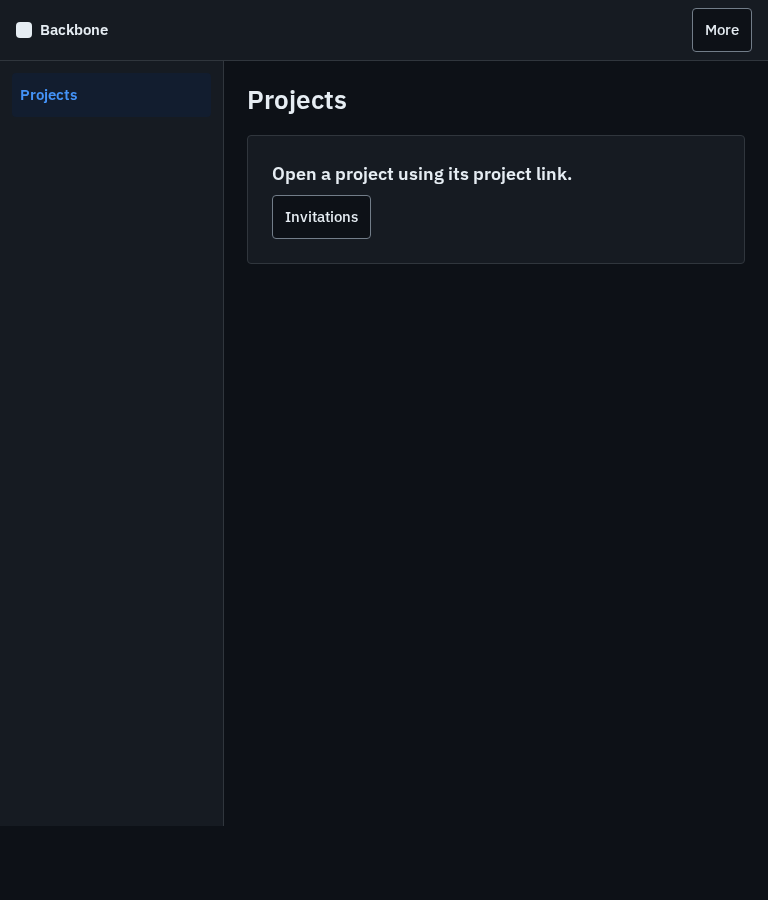 Backbone
More
Projects
Projects
Open a project using its project link.
Invitations